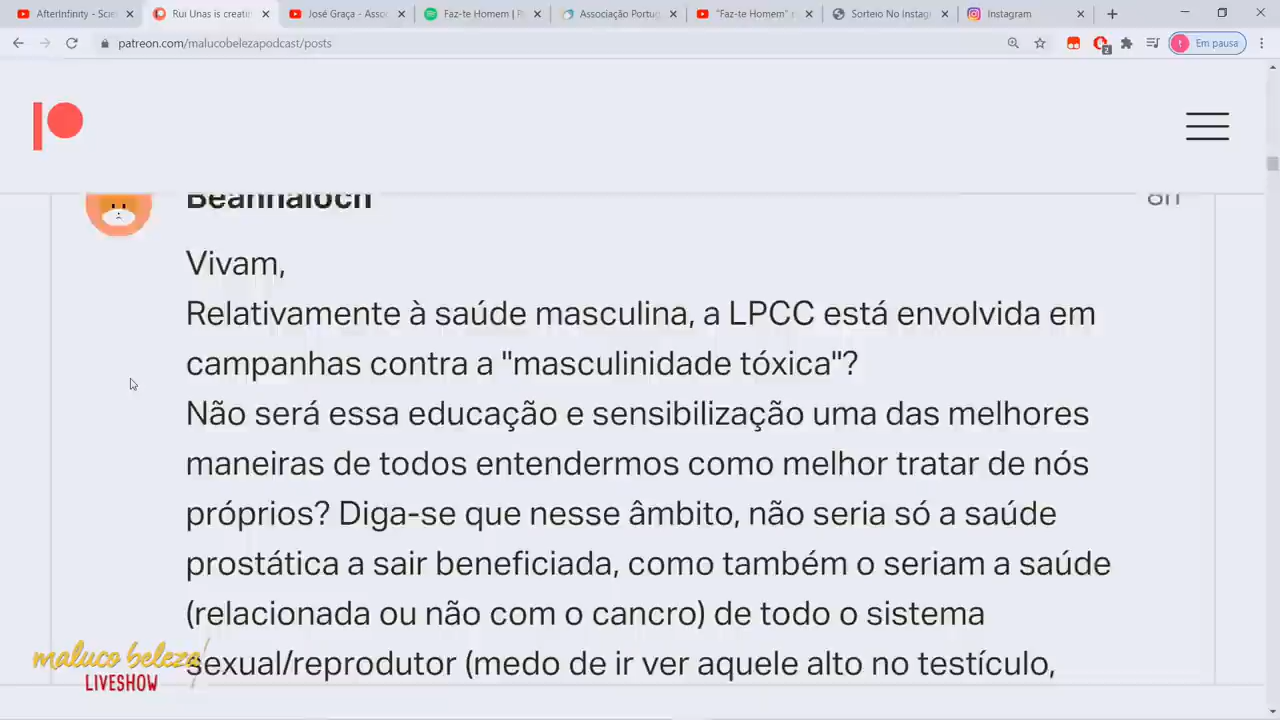 AfterInfinity - Scie
Rui Unas is creatin
José Graça - Assoc
Faz-te Homem | P
Associação Portug
"Faz-te Homem" n
Sorteio No Instag
Instagram
patreon.com/malucobelezapodcast/posts
2
t
Em pausa
Beannaloch
8h
Vivam,
Relativamente à saúde masculina, a LPCC está envolvida em
campanhas contra a "masculinidade tóxica"?
Não será essa educação e sensibilização uma das melhores
maneiras de todos entendermos como melhor tratar de nós
próprios? Diga-se que nesse âmbito, não seria só a saúde
prostática a sair beneficiada, como também o seriam a saúde
(relacionada ou não com o cancro) de todo o sistema
sexual/reprodutor (medo de ir ver aquele alto no testículo,
maluco beleza
LIVESHOW